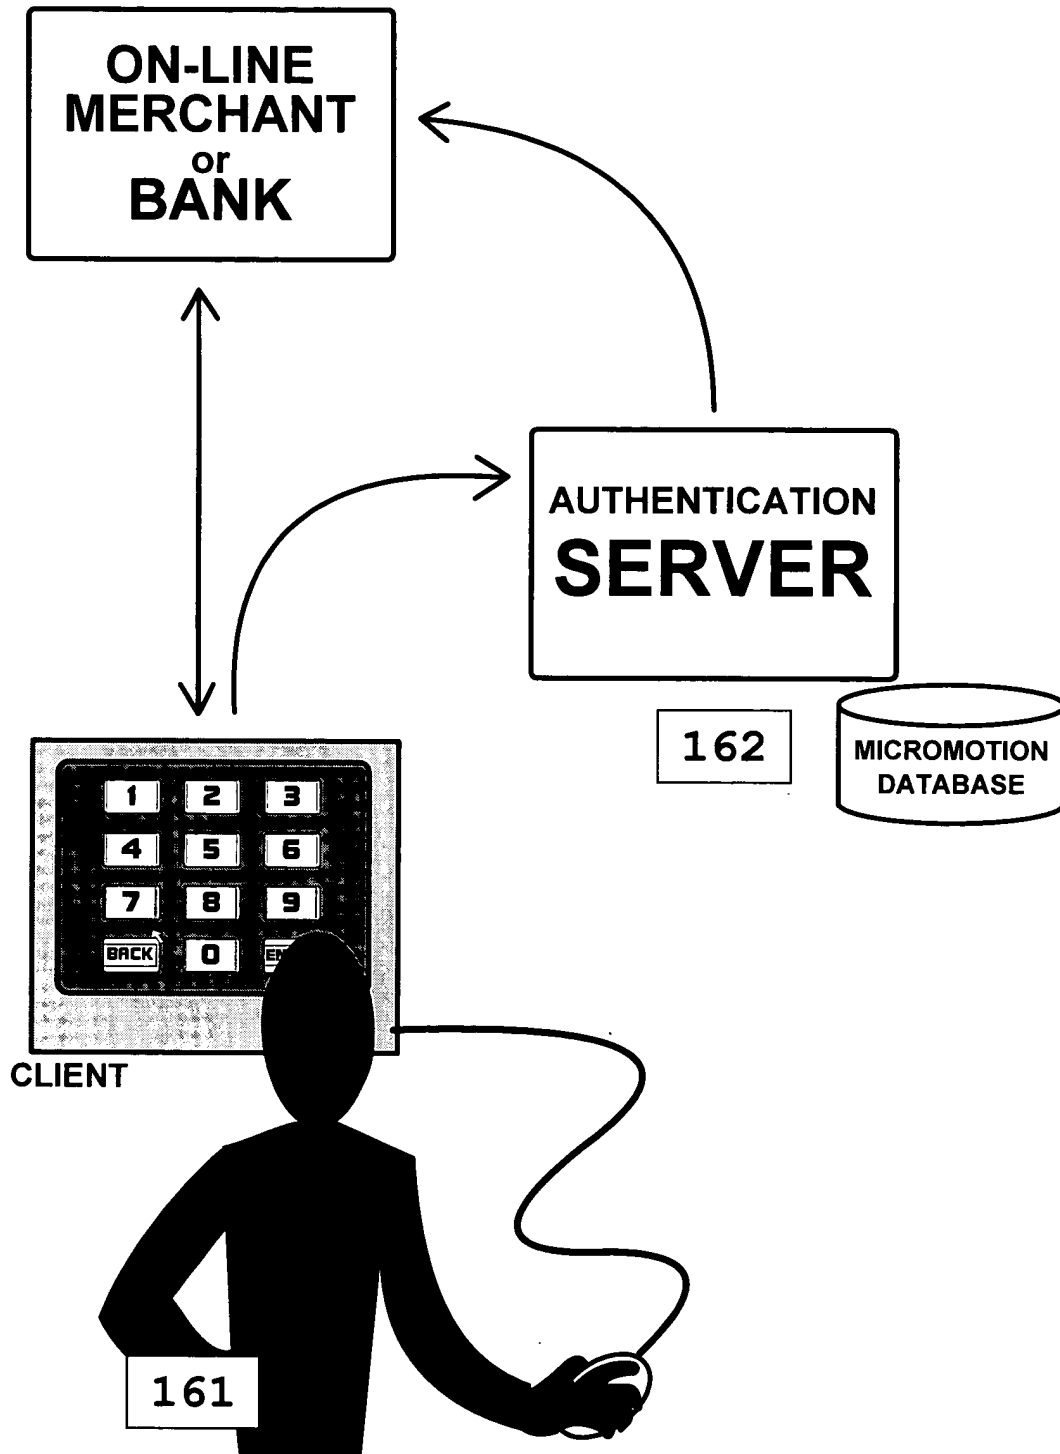 ON-LINE
MERCHANT
or
BANK
AUTHENTICATION
SERVER
162
MICROMOTION
DATABASE
1 2 3
4 5 6
7 8 9
BACK 0 EN
CLIENT
161